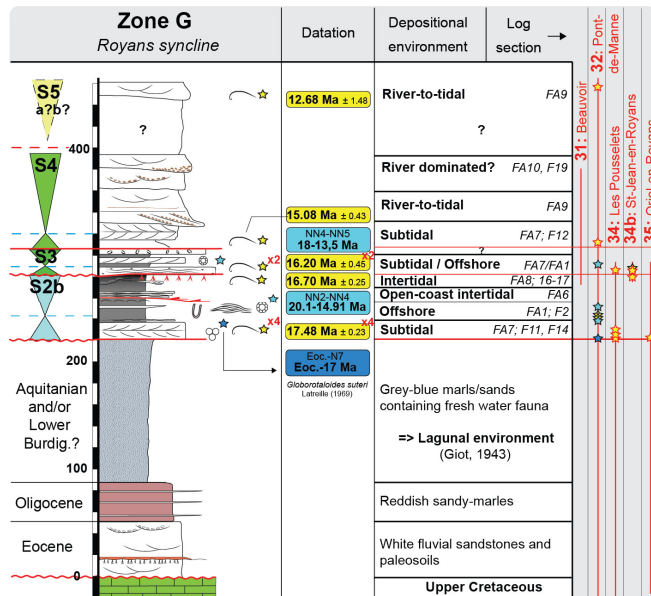 Zone G
Royans syncline
Datation
Depositional
environment
Log
section
31: Beauvoir
32: Pont-
de-Manne
34: Les Pousselets
34b: St-Jean-en-Royans
S5
a?b?
12.68 Ma ± 1.48
River-to-tidal
FA9
?
?
400
S4
River dominated?
FA10, F19
15.08 Ma ± 0.43
River-to-tidal
FA9
NN4-NN5
18-13,5 Ma
Subtidal
FA7; F12
?
S3
x2
16.20 Ma ± 0.45
x2
Subtidal / Offshore
FA7/FA1
16.70 Ma ± 0.25
Intertidal
FA8; 16-17
S2b
NN2-NN4
20.1-14.91 Ma
Open-coast intertidal
FA6
Offshore
FA1; F2
x4
17.48 Ma ± 0.23
x4
Subtidal
FA7; F11, F14
200
Eoc.-N7
Eoc.-17 Ma
Globorotaloides suteri
Latreille (1969)
Aquitanian
and/or
Lower
Burdig.?
Grey-blue marls/sands
containing fresh water fauna
=> Lagunal environment
(Giot, 1943)
100
Oligocene
Reddish sandy-marles
Eocene
White fluvial sandstones and
paleosoils
0
Upper Cretaceous